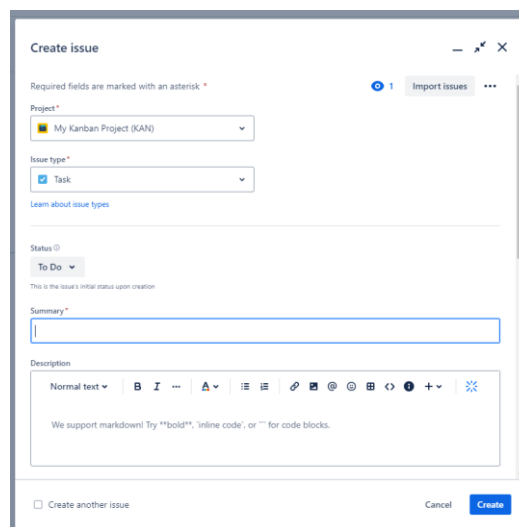 Create issue
Required fields are marked with an asterisk *
1 Import issues
Project *
My Kanban Project (KAN)
Issue type *
Task
Learn about issue types
Status
To Do
This is the issue's initial status upon creation
Summary *
Description
Normal text B I ... A @ <> +
We support markdown! Try **bold**, `inline code`, or ``` for code blocks.
Create another issue
Cancel Create